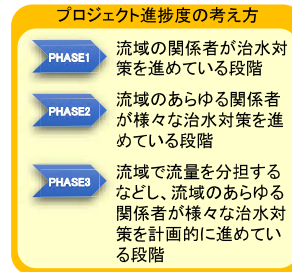 プロジェクト進捗度の考え方
PHASE1
流域の関係者が治水対
策を進めている段階
PHASE2
流域のあらゆる関係者
が様々な治水対策を進
めている段階
PHASE3
流域で流量を分担する
などし、流域のあらゆる
関係者が様々な治水対
策を計画的に進めてい
る段階